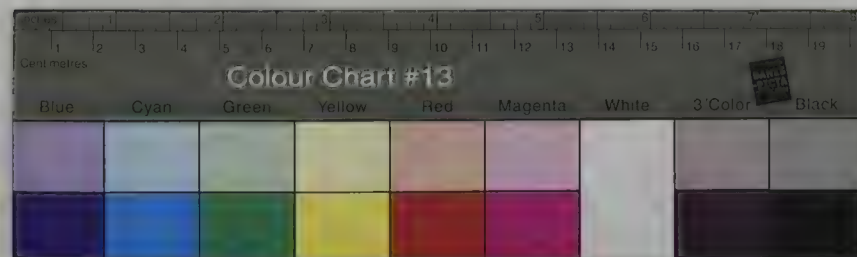 1 2 3 4 5 6 7 8
1 2 3 4 5 6 7 8 9 10 11 12 13 14 15 16 17 18 19
Centimetres
Colour Chart #13
Blue Cyan Green Yellow Red Magenta White 3/Color Black